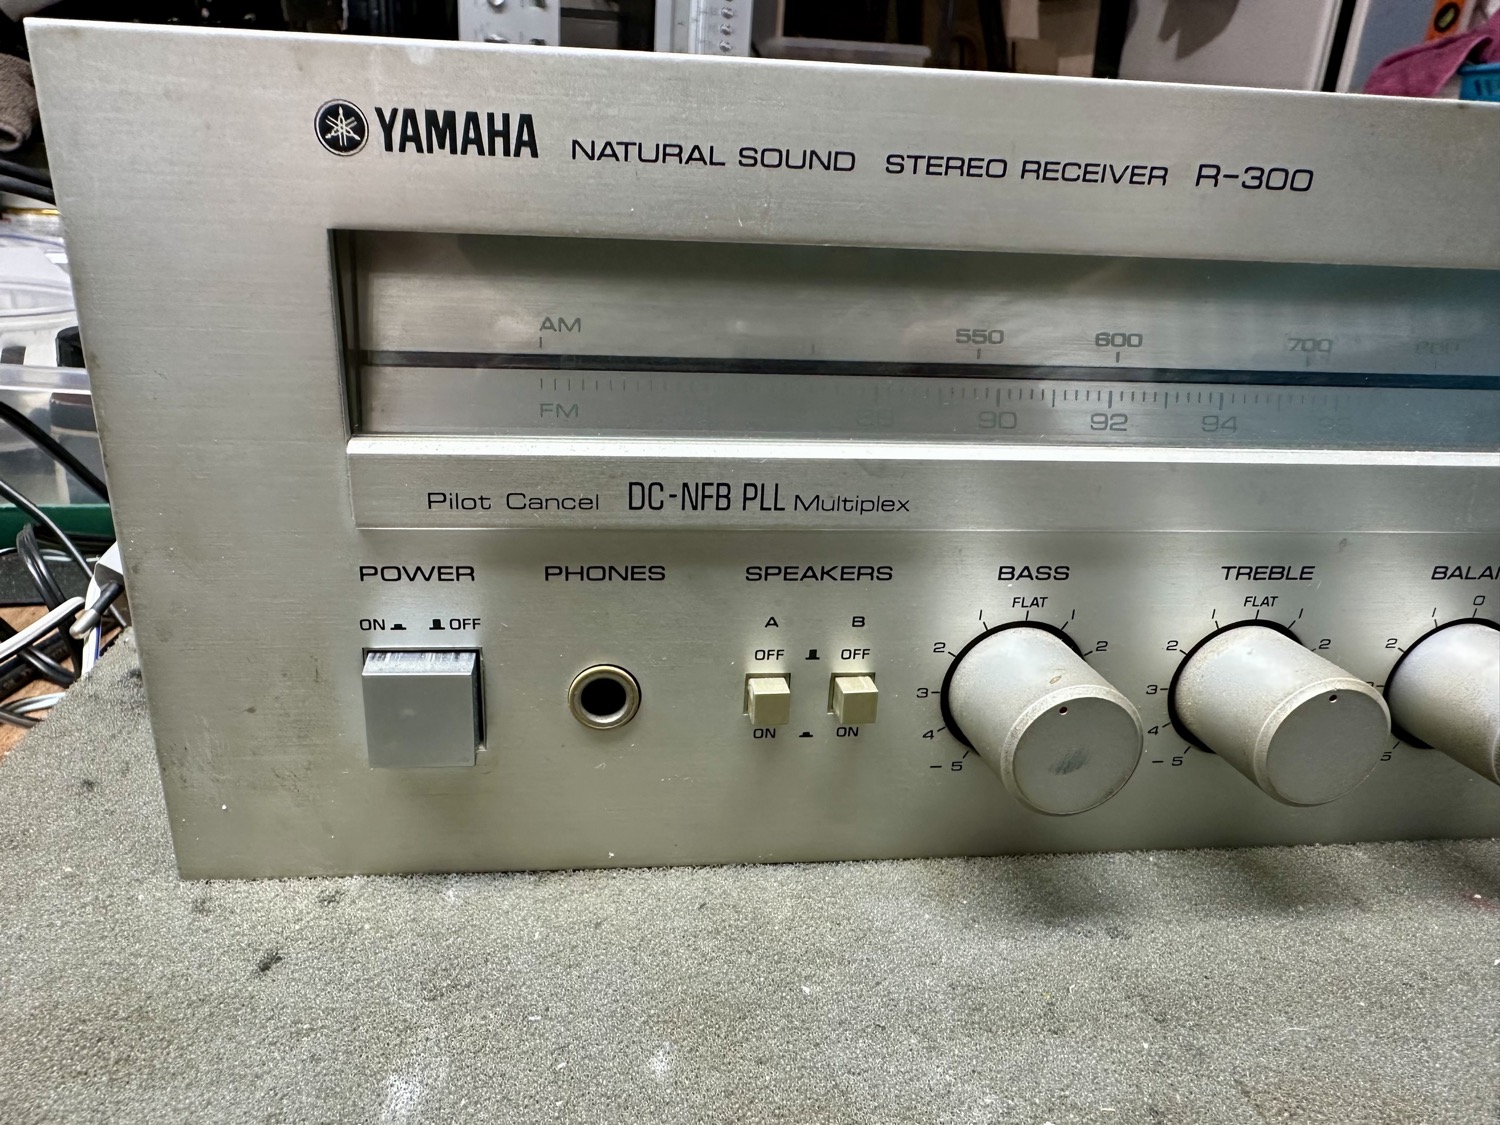 YAMAHA NATURAL SOUND STEREO RECEIVER R-300
AM 550 600 700
FM 90 92 94
Pilot Cancel DC-NFB PLL Multiplex
POWER PHONES SPEAKERS BASS TREBLE BALAN
ON OFF
A B
OFF OFF
ON ON
FLAT
1 1
2 2
3
4
- 5
FLAT
1 1
2 2
3
4
- 5
0
1
2
5